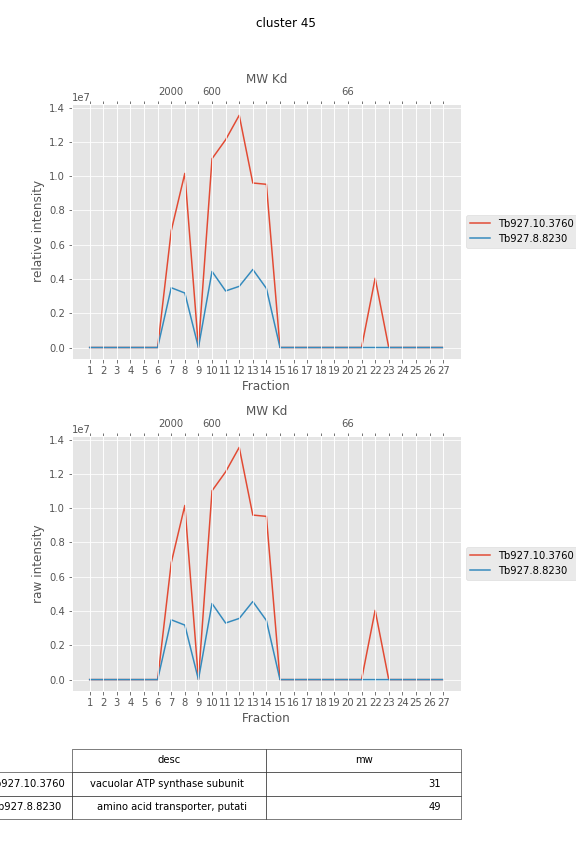 cluster 45
MW Kd
2000 600 66
1e7
1.4
1.2
1.0
0.8
0.6
0.4
0.2
0.0
relative intensity
1 2 3 4 5 6 7 8 9 10 11 12 13 14 15 16 17 18 19 20 21 22 23 24 25 26 27
Fraction
Tb927.10.3760
Tb927.8.8230
MW Kd
2000 600 66
1e7
1.4
1.2
1.0
0.8
0.6
0.4
0.2
0.0
raw intensity
1 2 3 4 5 6 7 8 9 10 11 12 13 14 15 16 17 18 19 20 21 22 23 24 25 26 27
Fraction
Tb927.10.3760
Tb927.8.8230
desc mw
927.10.3760 vacuolar ATP synthase subunit 31
927.8.8230 amino acid transporter, putati 49